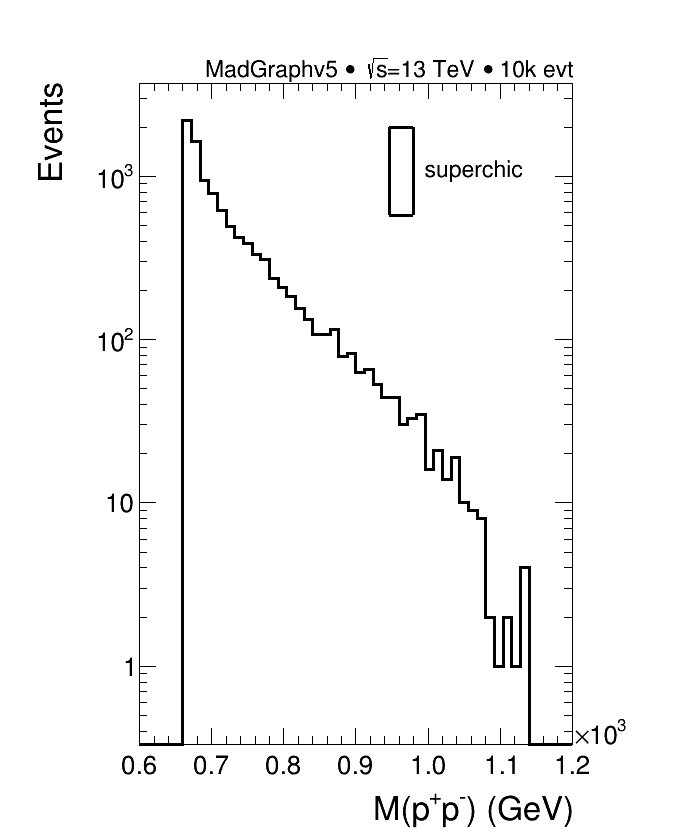 MadGraphv5 • √s=13 TeV • 10k evt
Events
superchic
10³
10²
10
1
×10³
0.6 0.7 0.8 0.9 1.0 1.1 1.2
M(p⁺p⁻) (GeV)